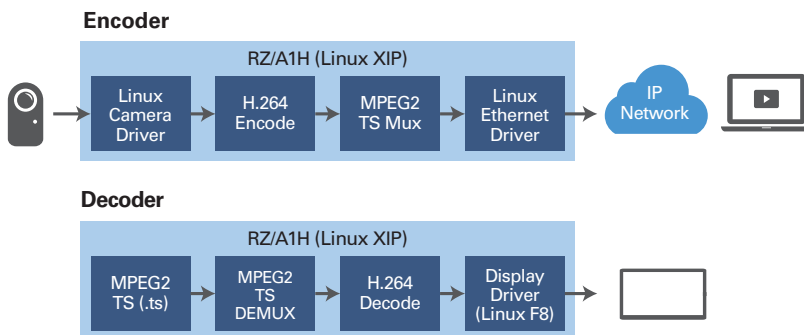 Encoder
RZ/A1H (Linux XIP)
Linux
Camera
Driver
H.264
Encode
MPEG2
TS Mux
Linux
Ethernet
Driver
IP
Network
Decoder
RZ/A1H (Linux XIP)
MPEG2
TS (.ts)
MPEG2
TS
DEMUX
H.264
Decode
Display
Driver
(Linux F8)